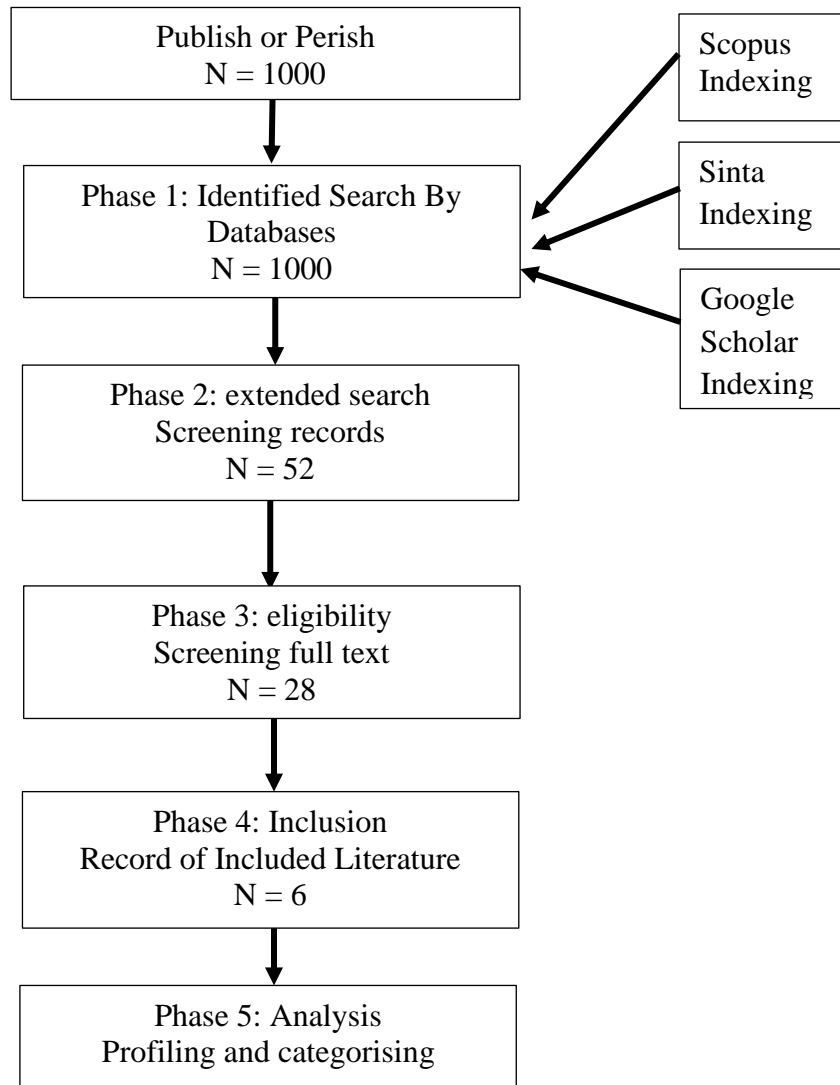 Publish or Perish
N = 1000
Scopus
Indexing
Phase 1: Identified Search By
Databases
N = 1000
Sinta
Indexing
Google
Scholar
Indexing
Phase 2: extended search
Screening records
N = 52
Phase 3: eligibility
Screening full text
N = 28
Phase 4: Inclusion
Record of Included Literature
N = 6
Phase 5: Analysis
Profiling and categorising